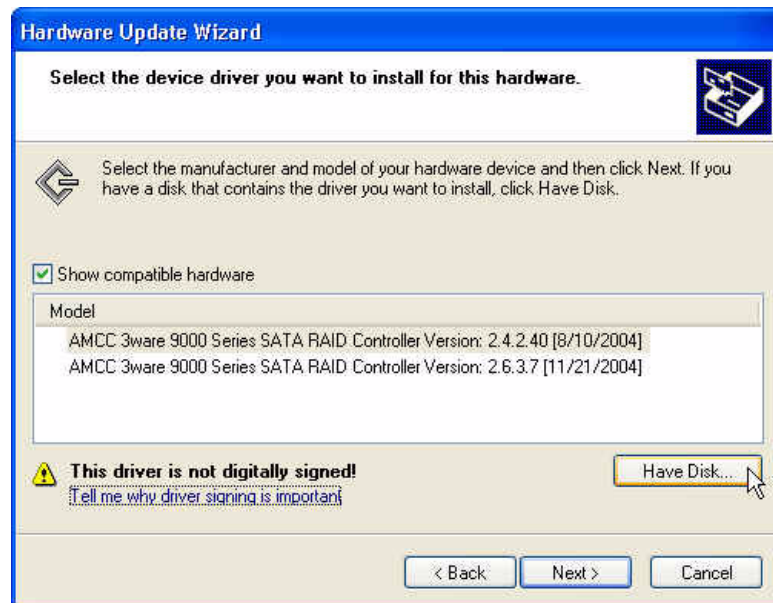 Hardware Update Wizard
Select the device driver you want to install for this hardware.
Select the manufacturer and model of your hardware device and then click Next. If you
have a disk that contains the driver you want to install, click Have Disk.
Show compatible hardware
Model
AMCC 3ware 9000 Series SATA RAID Controller Version: 2.4.2.40 [8/10/2004]
AMCC 3ware 9000 Series SATA RAID Controller Version: 2.6.3.7 [11/21/2004]
This driver is not digitally signed!
Have Disk...
Tell me why driver signing is important
< Back
Next >
Cancel